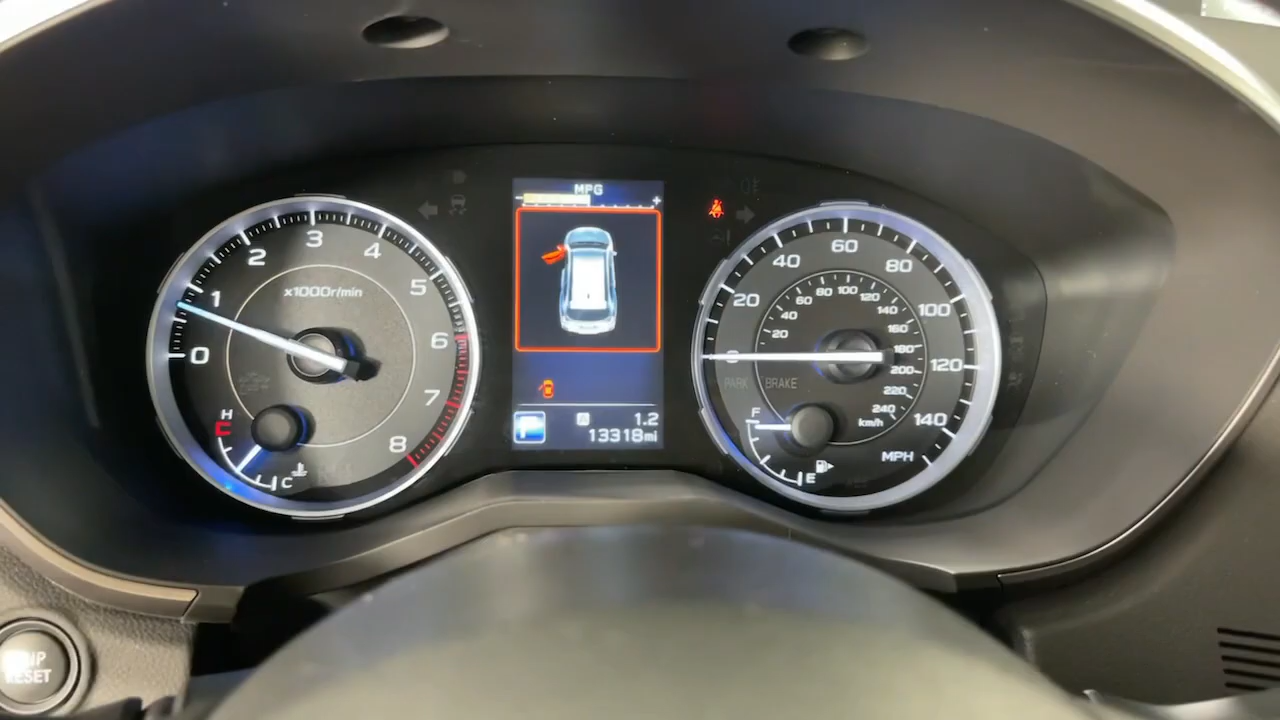 MPG
- +
0 1 2 3 4 5 6 7 8
x1000r/min
H
C
P
A 1.2
13318mi
0 20 40 60 80 100 120 140
20 40 60 80 100 120 140 160 180 200 220 240
km/h
MPH
PARK BRAKE
F
E
RESET